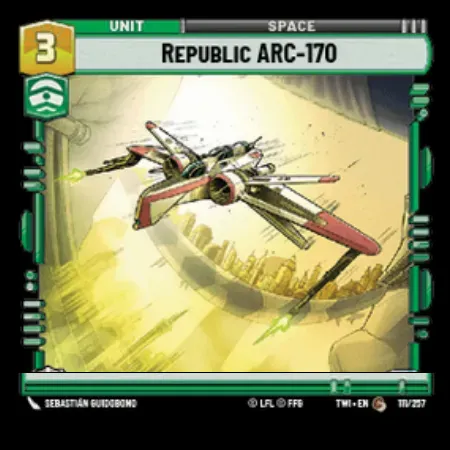 UNIT SPACE
3 REPUBLIC ARC-170
SEBASTIÁN GUIDOBONO Ⓒ LFL Ⓒ FFG TWI • EN 111/257